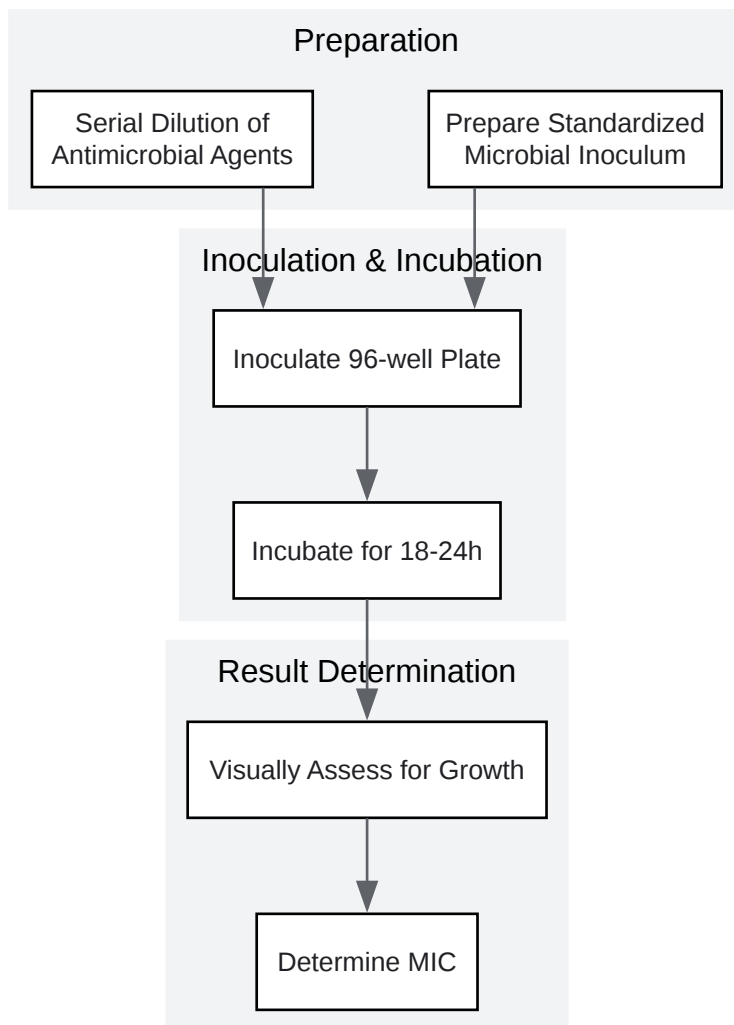 Preparation
Serial Dilution of
Antimicrobial Agents
Prepare Standardized
Microbial Inoculum
Inoculation & Incubation
Inoculate 96-well Plate
Incubate for 18-24h
Result Determination
Visually Assess for Growth
Determine MIC